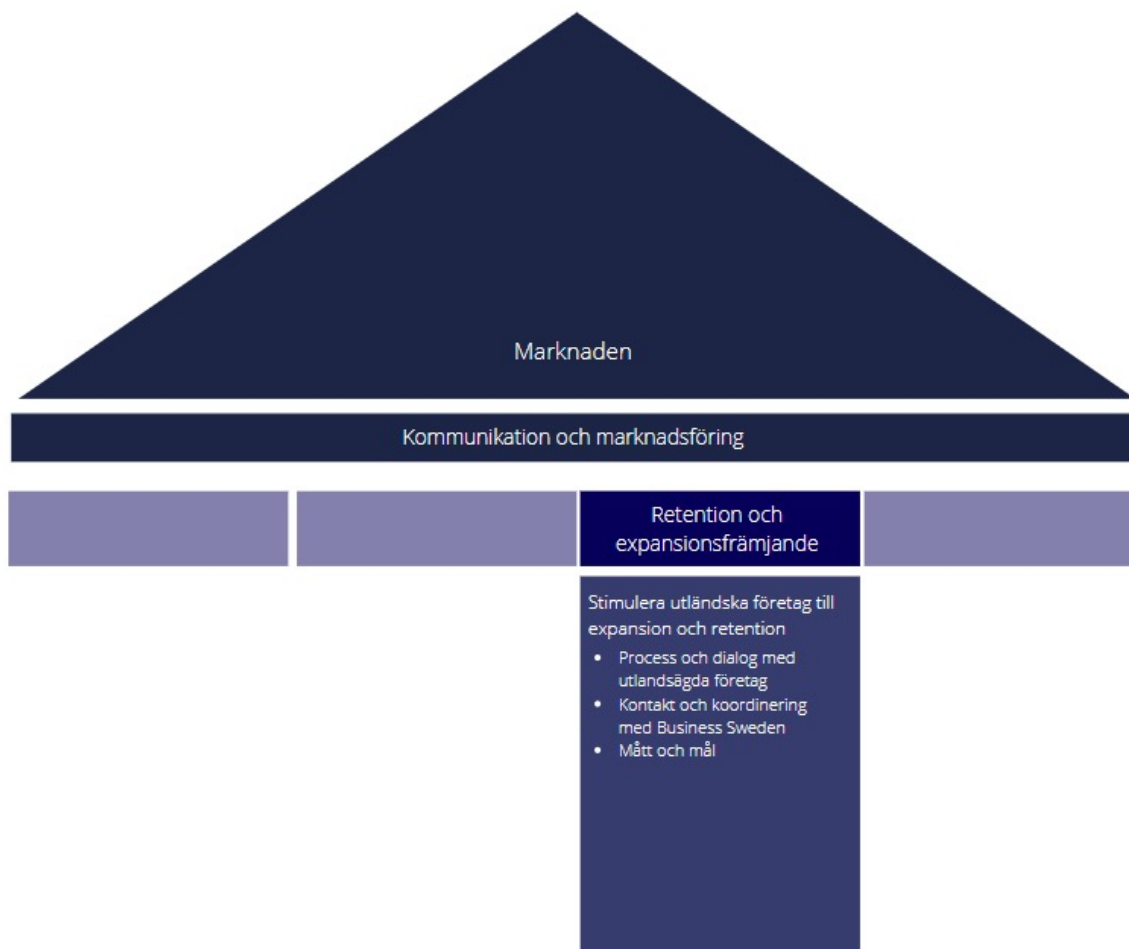 Marknaden
Kommunikation och marknadsföring
Retention och
expansionsfrämjande
Stimulera utländska företag till
expansion och retention
• Process och dialog med
utlandsägda företag
• Kontakt och koordinering
med Business Sweden
• Mått och mål